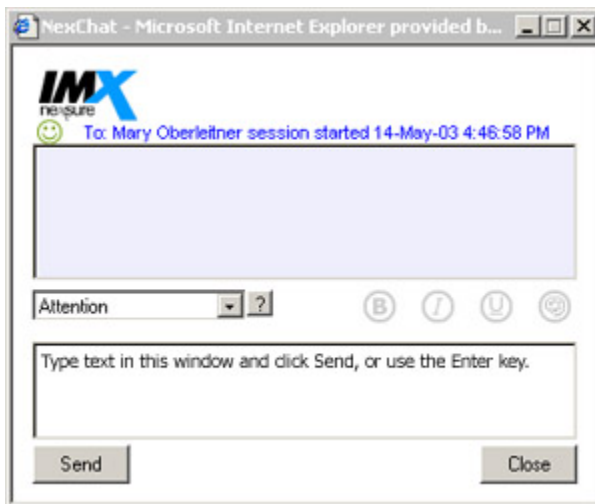 NexChat - Microsoft Internet Explorer provided b...
IMX
nexsure
To: Mary Oberleitner session started 14-May-03 4:46:58 PM
Attention ?
B I U
Type text in this window and click Send, or use the Enter key.
Send Close